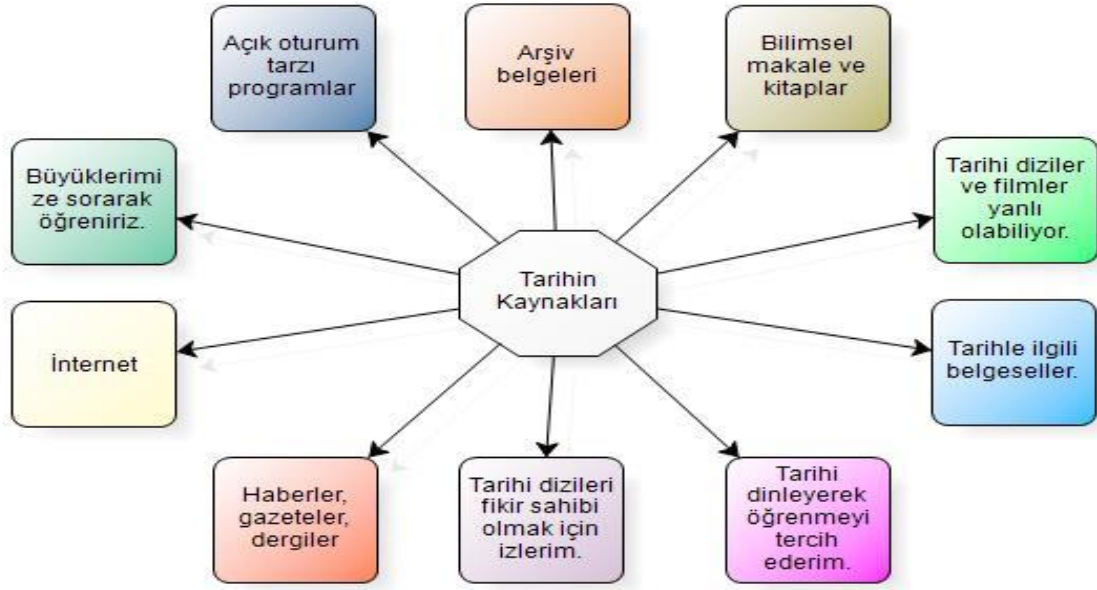 Açık oturum
tarzı
programlar
Arşiv
belgeleri
Bilimsel
makale ve
kitaplar
Büyüklerimi
ze sorarak
öğreniriz.
Tarihi diziler
ve filmler
yanlı
olabiliyor.
Tarihin
Kaynakları
İnternet
Tarihle ilgili
belgeseller.
Haberler,
gazeteler,
dergiler
Tarihi dizileri
fikir sahibi
olmak için
izlerim.
Tarihi
dinleyerek
öğrenmeyi
tercih
ederim.